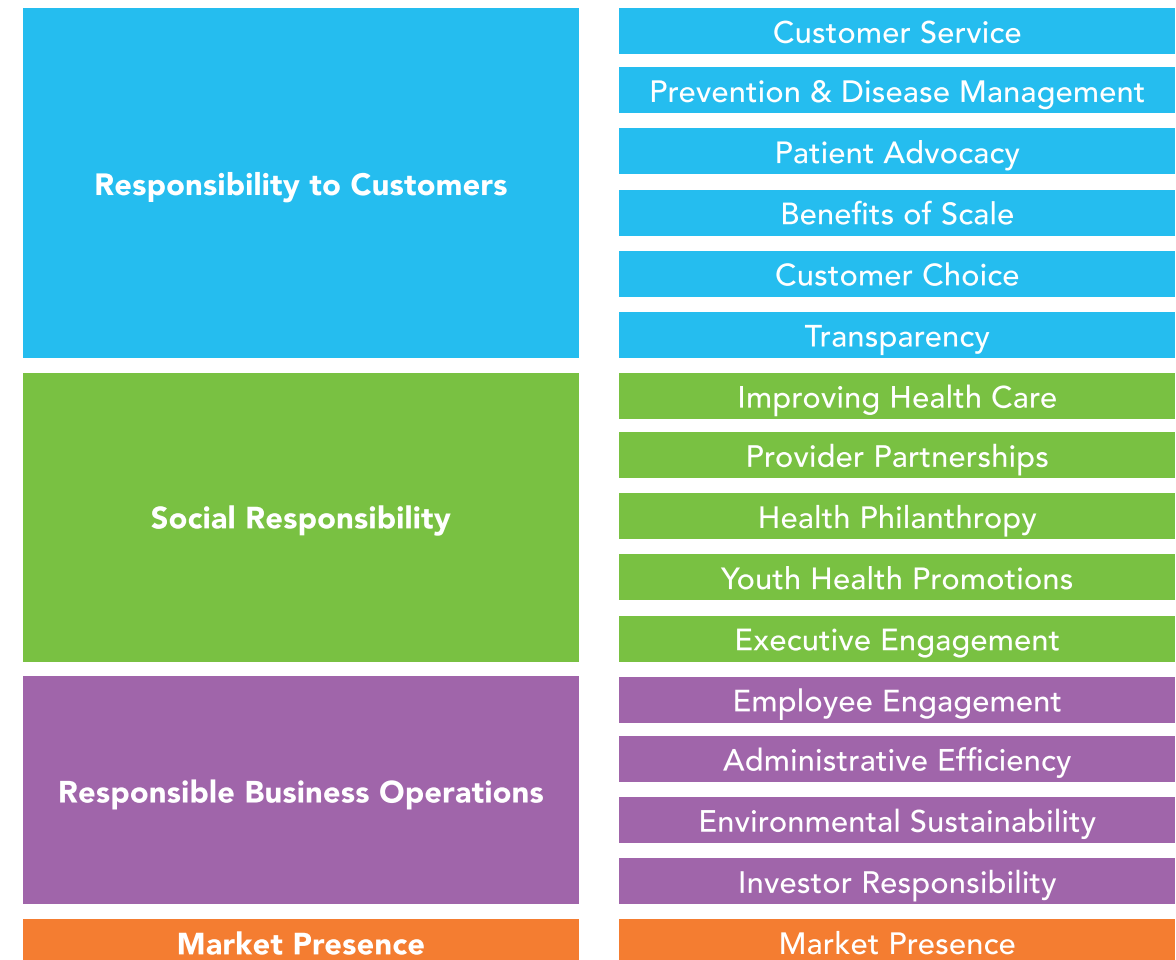 Responsibility to Customers
Customer Service
Prevention & Disease Management
Patient Advocacy
Benefits of Scale
Customer Choice
Transparency
Social Responsibility
Improving Health Care
Provider Partnerships
Health Philanthropy
Youth Health Promotions
Executive Engagement
Responsible Business Operations
Employee Engagement
Administrative Efficiency
Environmental Sustainability
Investor Responsibility
Market Presence
Market Presence